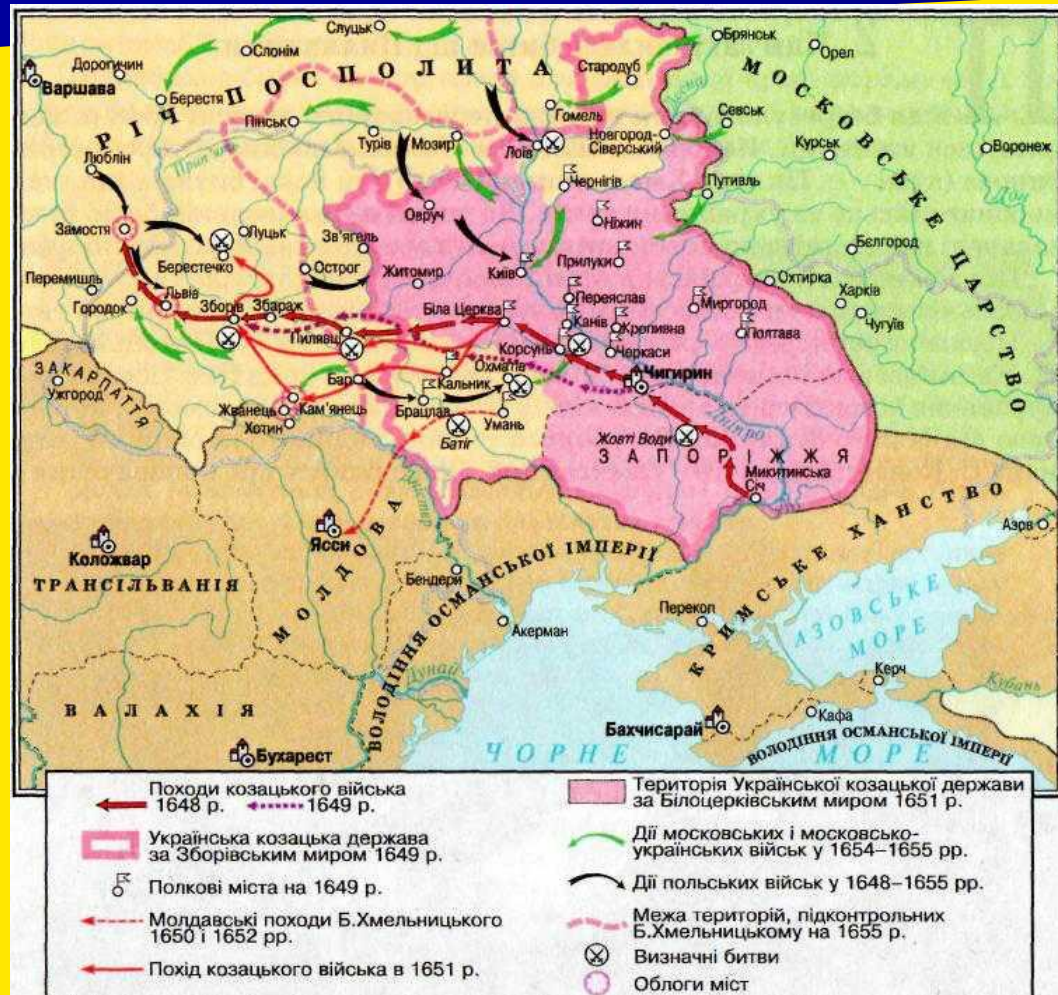 Слуцьк
Слонім
Дорогичин
Варшава
Берестя
РІЧ ПОСПОЛИТА
Брянськ
Орел
Стародуб
МОСКОВСЬКЕ ЦАРСТВО
Пінськ
Гомель
Десна
Севськ
Люблін
Прип'ять
Турів
Мозир
Лоїв
Новгород-
Сіверський
Курськ
Воронеж
Чернігів
Путивль
Дон
Замостя
Луцьк
Овруч
Ніжин
Зв'ягель
Берестечко
Острог
Житомир
Київ
Прилуки
Бєлгород
Перемишль
Охтирка
Харків
Городок
Львів
Зборів
Збараж
Біла Церква
Переяслав
Миргород
Чугуїв
Пилявці
Канів
Кропивна
Полтава
Корсунь
Черкаси
ЗАКАРПАТТЯ
Ужгород
Бар
Кальник
Охматів
Чигирин
Жванець
Кам'янець
Брацлав
Умань
Дніпро
Хотин
Батіг
Жовті Води
ЗАПОРІЖЖЯ
Микитинська
Січ
Дністер
Коложвар
Ясси
ТРАНСІЛЬВАНІЯ
МОЛДОВА
Бендери
ВОЛОДІННЯ ОСМАНСЬКОЇ ІМПЕРІЇ
КРИМСЬКЕ ХАНСТВО
Азов
Акерман
Перекоп
АЗОВСЬКЕ
МОРЕ
Дунай
Керч
Кубань
ВАЛАХІЯ
Бахчисарай
Кафа
Бухарест
ЧОРНЕ МОРЕ
ВОЛОДІННЯ ОСМАНСЬКОЇ ІМПЕРІЇ
Походи козацького війська
1648 р. 1649 р.
Українська козацька держава
за Зборівським миром 1649 р.
Полкові міста на 1649 р.
Молдавські походи Б.Хмельницького
1650 і 1652 рр.
Похід козацького війська в 1651 р.
Територія Української козацької держави
за Білоцерківським миром 1651 р.
Дії московських і московсько-
українських військ у 1654–1655 рр.
Дії польських військ у 1648–1655 рр.
Межа територій, підконтрольних
Б.Хмельницькому на 1655 р.
Визначні битви
Облоги міст